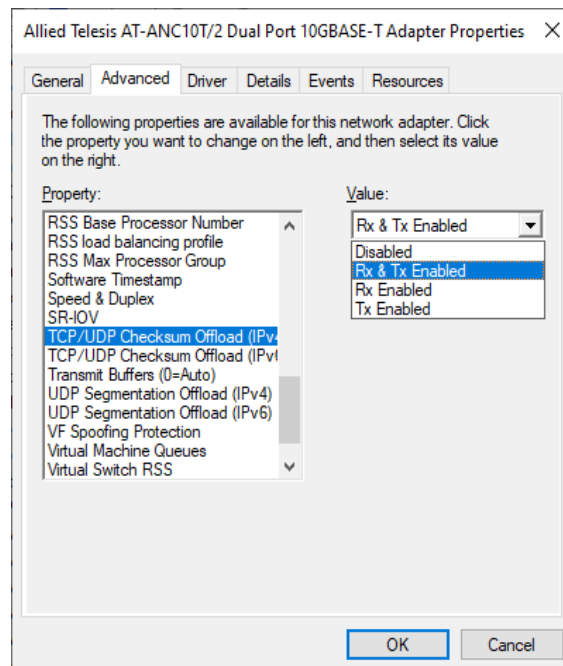 Allied Telesis AT-ANC10T/2 Dual Port 10GBASE-T Adapter Properties
General Advanced Driver Details Events Resources
The following properties are available for this network adapter. Click
the property you want to change on the left, and then select its value
on the right.
Property:
RSS Base Processor Number
RSS load balancing profile
RSS Max Processor Group
Software Timestamp
Speed & Duplex
SR-IOV
TCP/UDP Checksum Offload (IPv4
TCP/UDP Checksum Offload (IPv6
Transmit Buffers (0=Auto)
UDP Segmentation Offload (IPv4)
UDP Segmentation Offload (IPv6)
VF Spoofing Protection
Virtual Machine Queues
Virtual Switch RSS
Value:
Rx & Tx Enabled
Disabled
Rx & Tx Enabled
Rx Enabled
Tx Enabled
OK Cancel